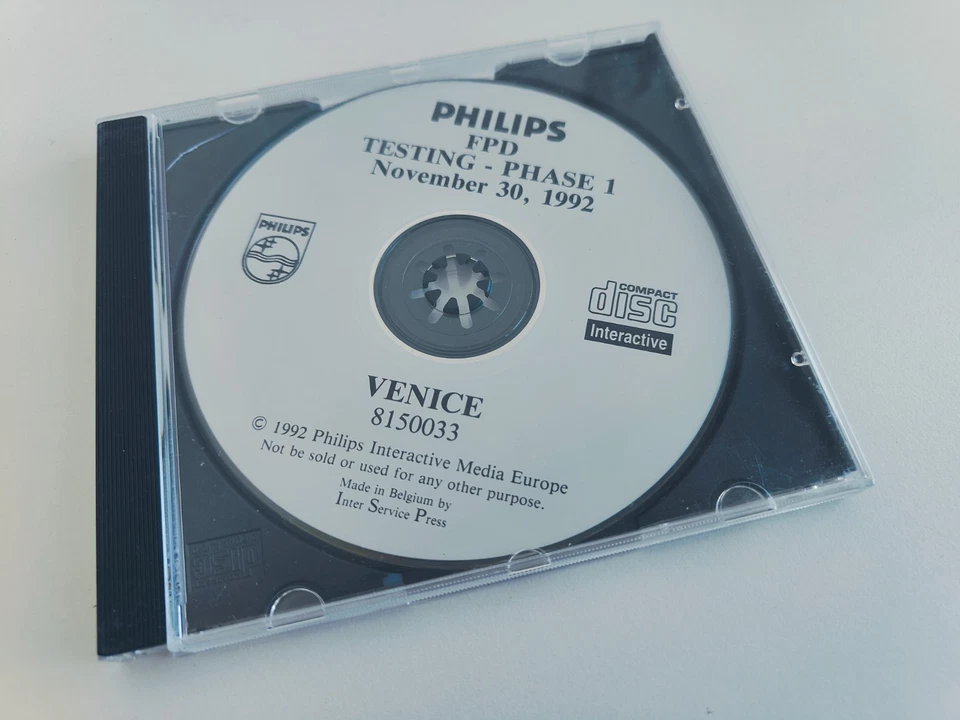 PHILIPS
FPD
TESTING - PHASE 1
November 30, 1992
PHILIPS
COMPACT
disc
Interactive
VENICE
8150033
© 1992 Philips Interactive Media Europe
Not be sold or used for any other purpose.
Made in Belgium by
Inter Service Press
disc